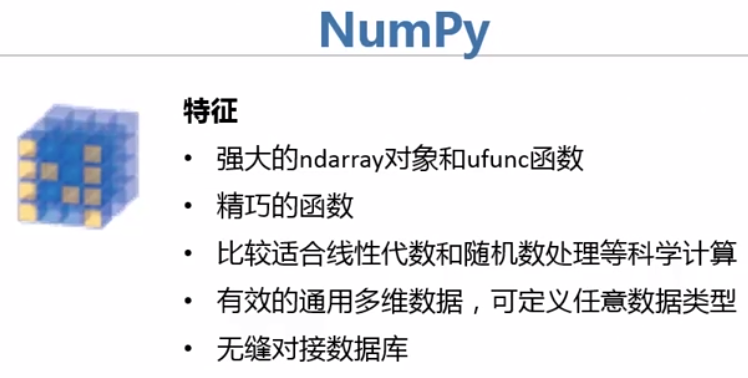 NumPy
特征
• 强大的ndarray对象和ufunc函数
• 精巧的函数
• 比较适合线性代数和随机数处理等科学计算
• 有效的通用多维数据，可定义任意数据类型
• 无缝对接数据库